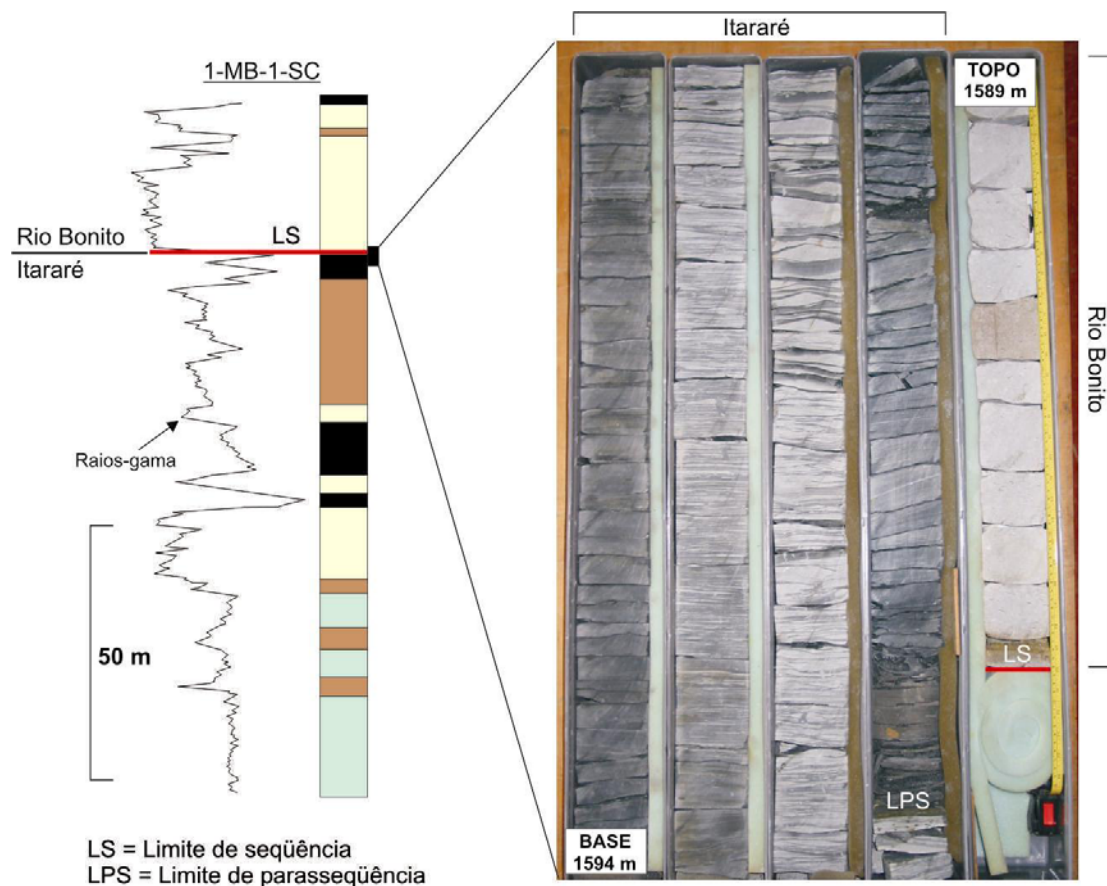 1-MB-1-SC
Rio Bonito
Itararé
LS
Raios-gama
50 m
LS = Limite de seqüência
LPS = Limite de parasseqüência
Itararé
TOPO
1589 m
Rio Bonito
LS
LPS
BASE
1594 m